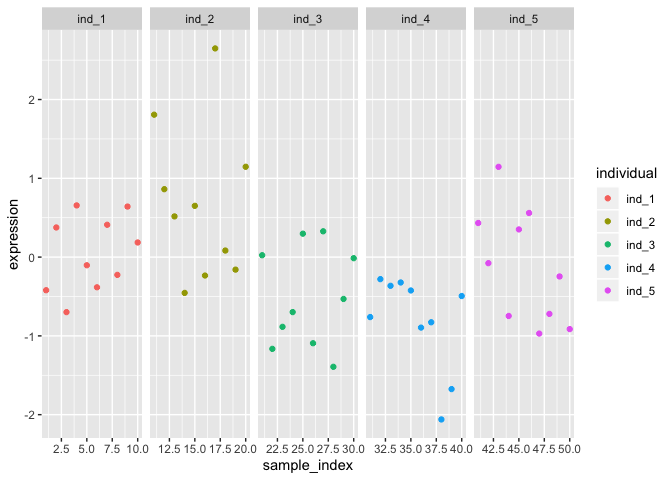 ind_1 ind_2 ind_3 ind_4 ind_5
expression
2
1
0
-1
-2
2.5 5.0 7.5 10.0 12.5 15.0 17.5 20.0 22.5 25.0 27.5 30.0 32.5 35.0 37.5 40.0 42.5 45.0 47.5 50.0
sample_index
individual
ind_1
ind_2
ind_3
ind_4
ind_5